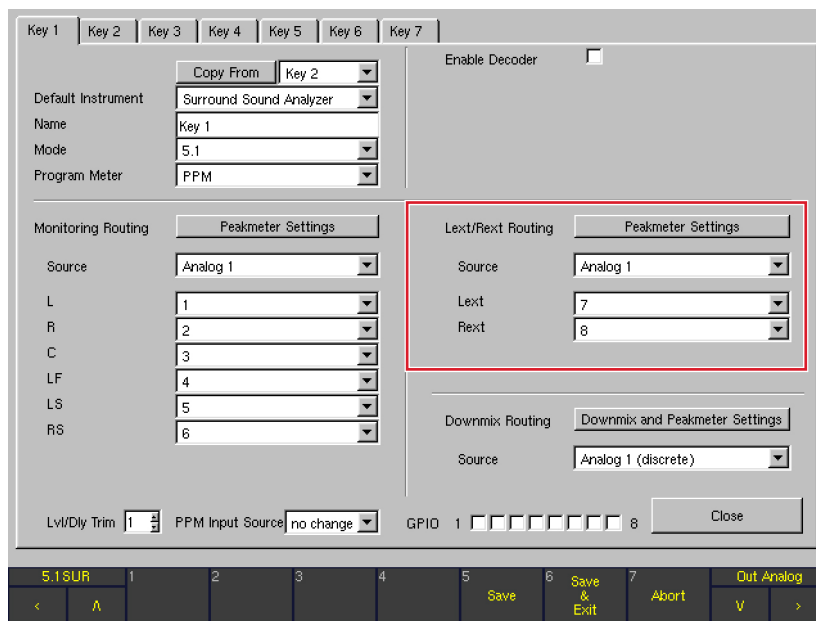 Key 1 Key 2 Key 3 Key 4 Key 5 Key 6 Key 7
Copy From Key 2
Enable Decoder
Default Instrument Surround Sound Analyzer
Name Key 1
Mode 5.1
Program Meter PPM
Monitoring Routing Peakmeter Settings
Source Analog 1
L 1
R 2
C 3
LF 4
LS 5
RS 6
Lext/Rext Routing Peakmeter Settings
Source Analog 1
Lext 7
Rext 8
Downmix Routing Downmix and Peakmeter Settings
Source Analog 1 (discrete)
Lvl/Dly Trim 1 PPM Input Source no change GPIO 1 8 Close
5.1SUR 1 2 3 4 5 6 7 Out Analog
< Λ Save Save & Exit Abort V >